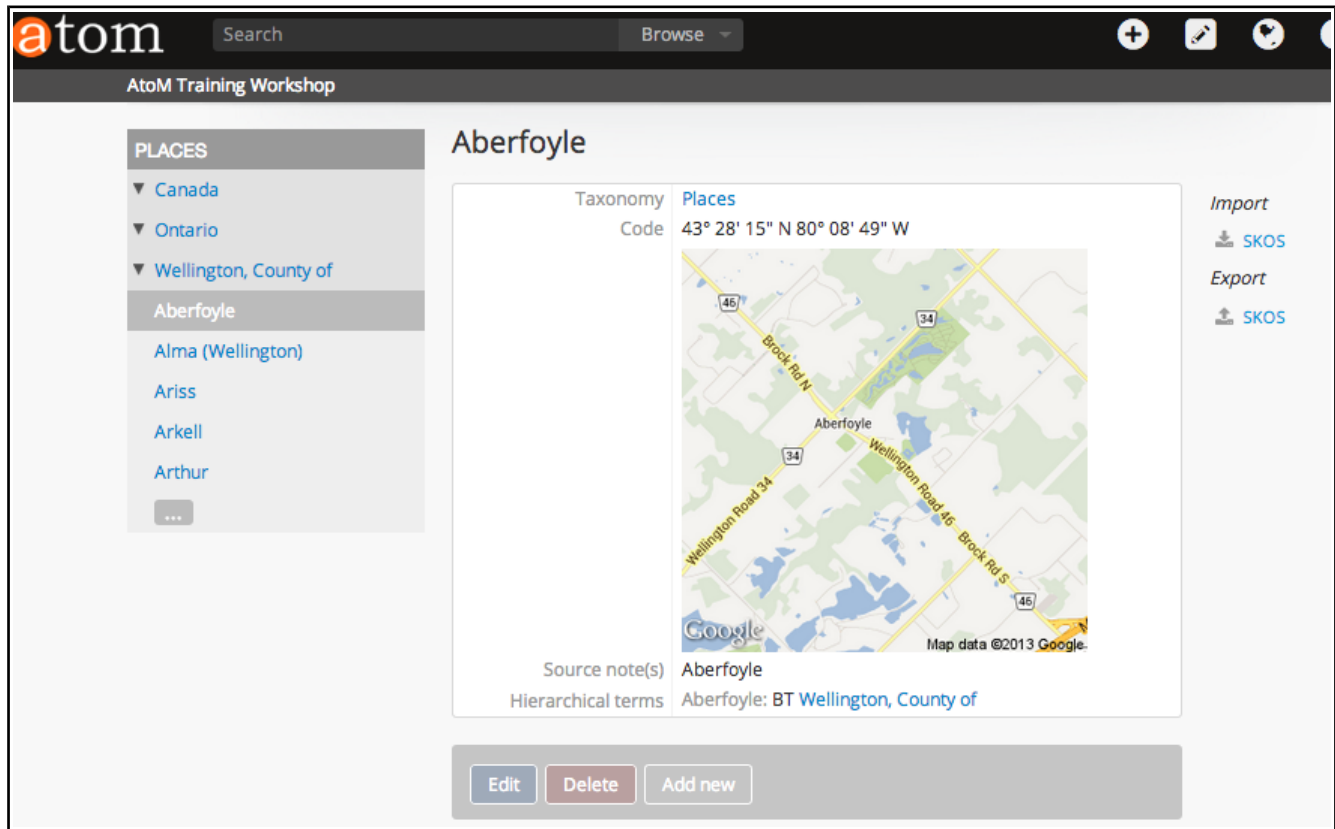 atom
Search
Browse
AtoM Training Workshop
PLACES
Canada
Ontario
Wellington, County of
Aberfoyle
Alma (Wellington)
Ariss
Arkell
Arthur
...
Aberfoyle
Taxonomy Places
Code 43° 28' 15" N 80° 08' 49" W
46
34
Brock Rd N
Aberfoyle
34
Wellington Road 34
Wellington Road 46
Brock Rd S
46
Google
Map data ©2013 Google
Source note(s) Aberfoyle
Hierarchical terms Aberfoyle: BT Wellington, County of
Import
SKOS
Export
SKOS
Edit
Delete
Add new